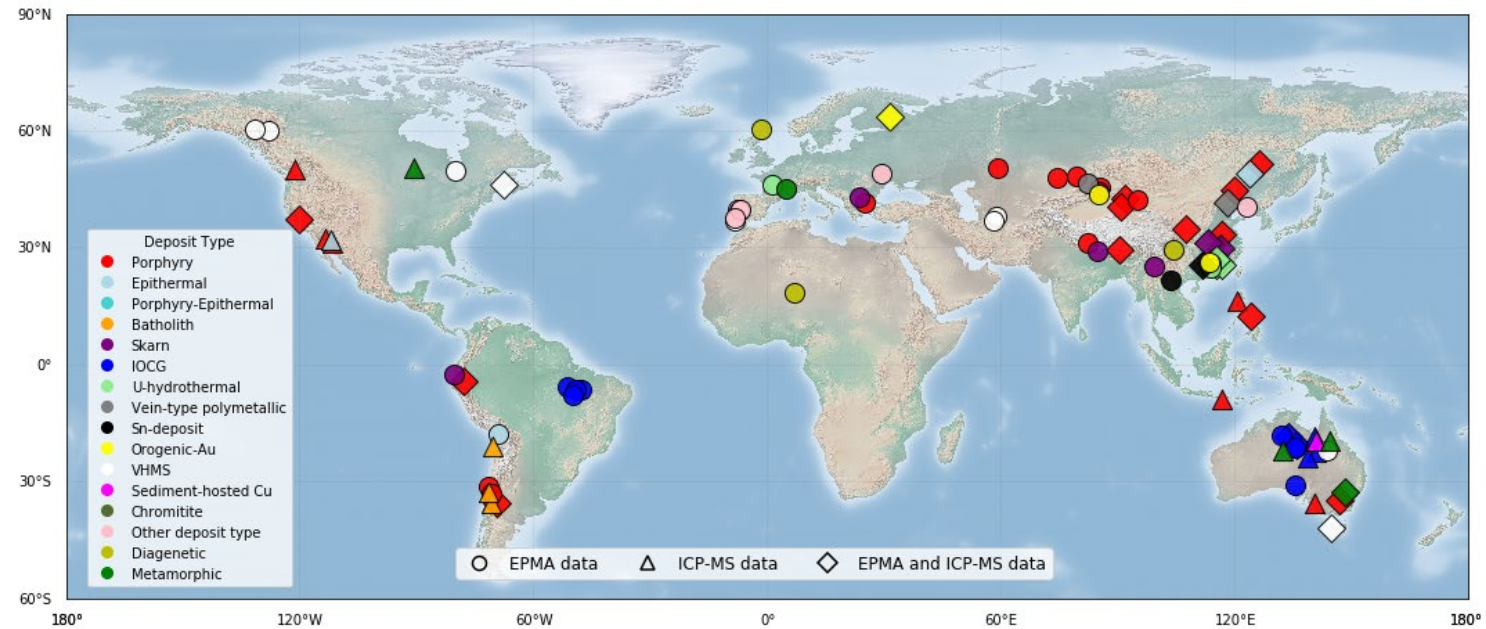 90°N
60°N
30°N
0°
30°S
60°S
Deposit Type
Porphyry
Epithermal
Porphyry-Epithermal
Batholith
Skarn
IOCG
U-hydrothermal
Vein-type polymetallic
Sn-deposit
Orogenic-Au
VHMS
Sediment-hosted Cu
Chromitite
Other deposit type
Diagenetic
Metamorphic
EPMA data ICP-MS data EPMA and ICP-MS data
180° 120°W 60°W 0° 60°E 120°E 180°